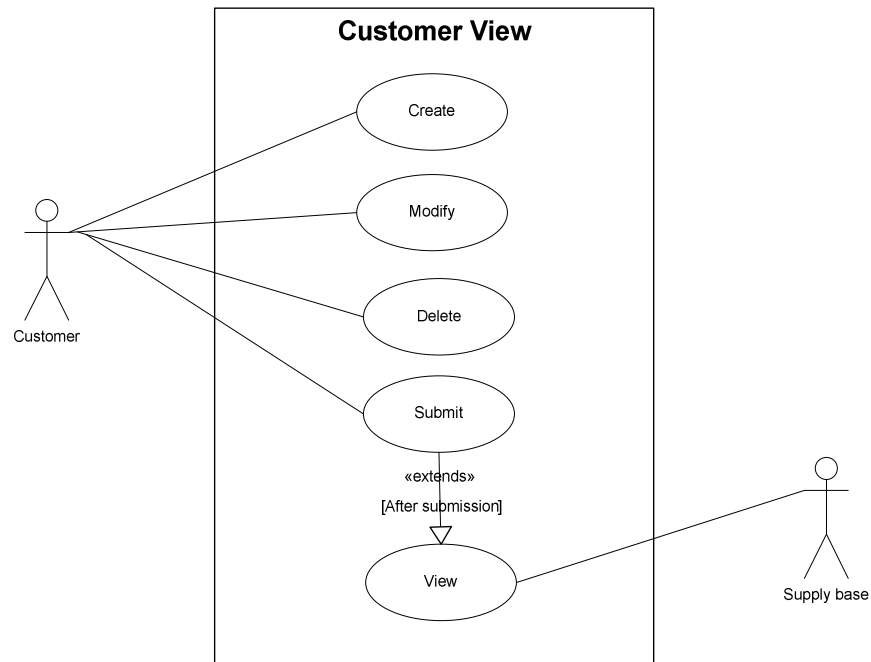 Customer View
Create
Modify
Delete
Customer
Submit
«extends»
[After submission]
View
Supply base